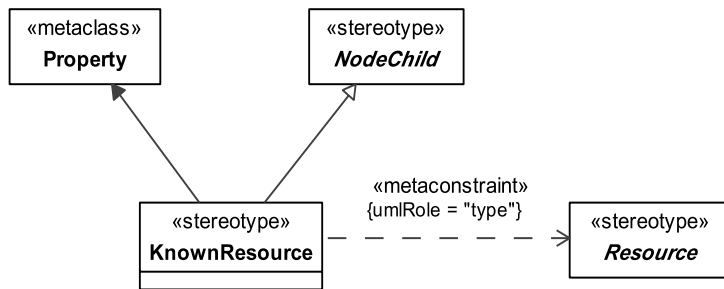 «metaclass»
Property
«stereotype»
NodeChild
«metaconstraint»
{umlRole = "type"}
«stereotype»
KnownResource
«stereotype»
Resource